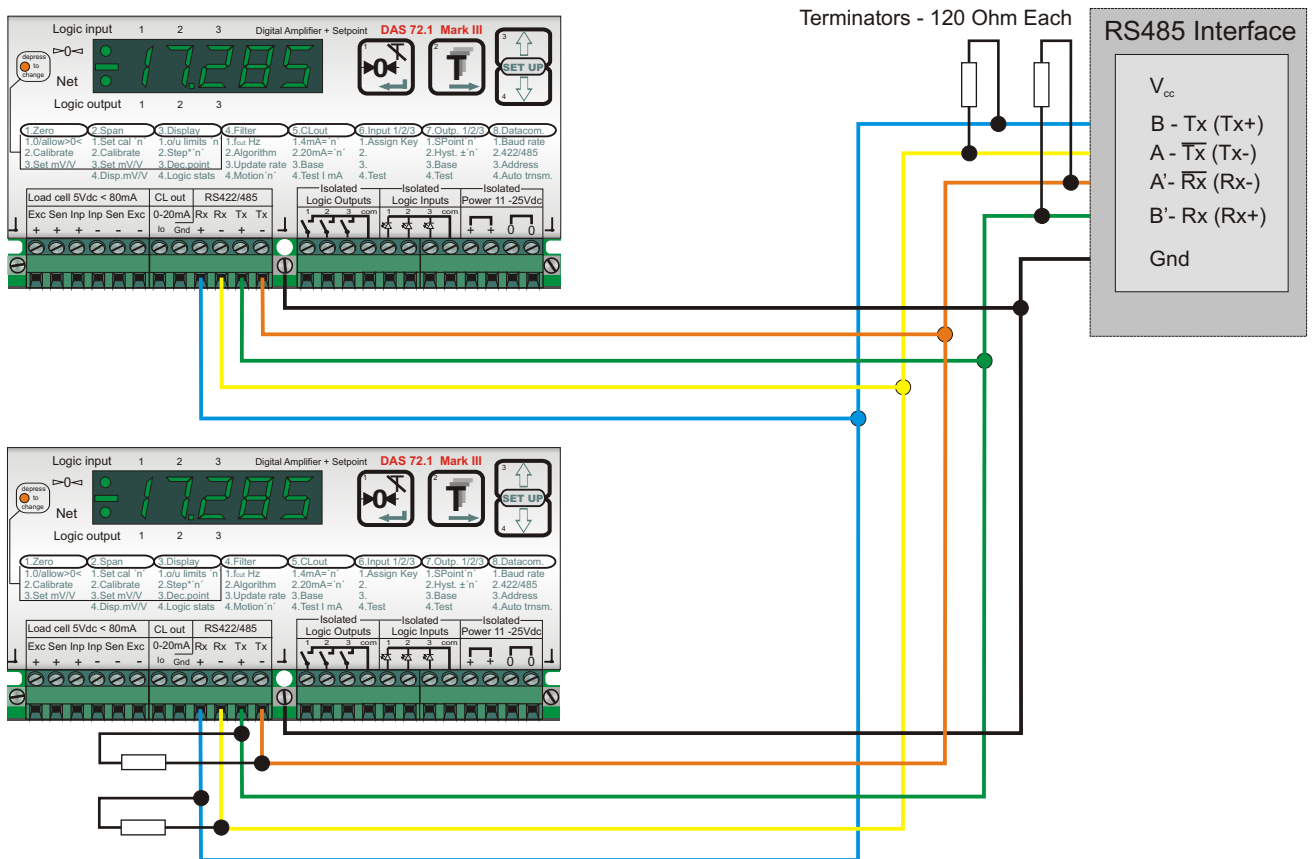 Terminators - 120 Ohm Each
RS485 Interface
Vcc
B - Tx (Tx+)
A - T̅x̅ (Tx-)
A'- R̅x̅ (Rx-)
B'- Rx (Rx+)
Gnd
Logic input 1 2 3 Digital Amplifier + Setpoint DAS 72.1 Mark III
depress to change
>0<
Net
17.285
Logic output 1 2 3
1 >0< 2 T 3 SET UP 4
1.Zero 2.Span 3.Display 4.Filter 5.CLout 6.Input 1/2/3 7.Outp. 1/2/3 8.Datacom.
1.0/allow>0< 1.Set cal ´n´ 1.o/u limits ´n´ 1.fcut Hz 1.4mA=´n´ 1.Assign Key 1.SPoint´n´ 1.Baud rate
2.Calibrate 2.Calibrate 2.Step*´n´ 2.Algorithm 2.20mA=´n´ 2. 2.Hyst. ±´n´ 2.422/485
3.Set mV/V 3.Set mV/V 3.Dec.point 3.Update rate 3.Base 3. 3.Base 3.Address
4.Disp.mV/V 4.Logic stats 4.Motion´n´ 4.Test I mA 4.Test 4.Test 4.Auto trnsm.
Load cell 5Vdc < 80mA CL out RS422/485 Isolated Logic Outputs Isolated Logic Inputs Isolated Power 11 -25Vdc
Exc Sen Inp Inp Sen Exc 0-20mA Rx Rx Tx Tx 1 2 3 com 1 2 3 com
+ + + - - - Io Gnd + - + - + + 0 0
Logic input 1 2 3 Digital Amplifier + Setpoint DAS 72.1 Mark III
depress to change
>0<
Net
17.285
Logic output 1 2 3
1 >0< 2 T 3 SET UP 4
1.Zero 2.Span 3.Display 4.Filter 5.CLout 6.Input 1/2/3 7.Outp. 1/2/3 8.Datacom.
1.0/allow>0< 1.Set cal ´n´ 1.o/u limits ´n´ 1.fcut Hz 1.4mA=´n´ 1.Assign Key 1.SPoint´n´ 1.Baud rate
2.Calibrate 2.Calibrate 2.Step*´n´ 2.Algorithm 2.20mA=´n´ 2. 2.Hyst. ±´n´ 2.422/485
3.Set mV/V 3.Set mV/V 3.Dec.point 3.Update rate 3.Base 3. 3.Base 3.Address
4.Disp.mV/V 4.Logic stats 4.Motion´n´ 4.Test I mA 4.Test 4.Test 4.Auto trnsm.
Load cell 5Vdc < 80mA CL out RS422/485 Isolated Logic Outputs Isolated Logic Inputs Isolated Power 11 -25Vdc
Exc Sen Inp Inp Sen Exc 0-20mA Rx Rx Tx Tx 1 2 3 com 1 2 3 com
+ + + - - - Io Gnd + - + - + + 0 0